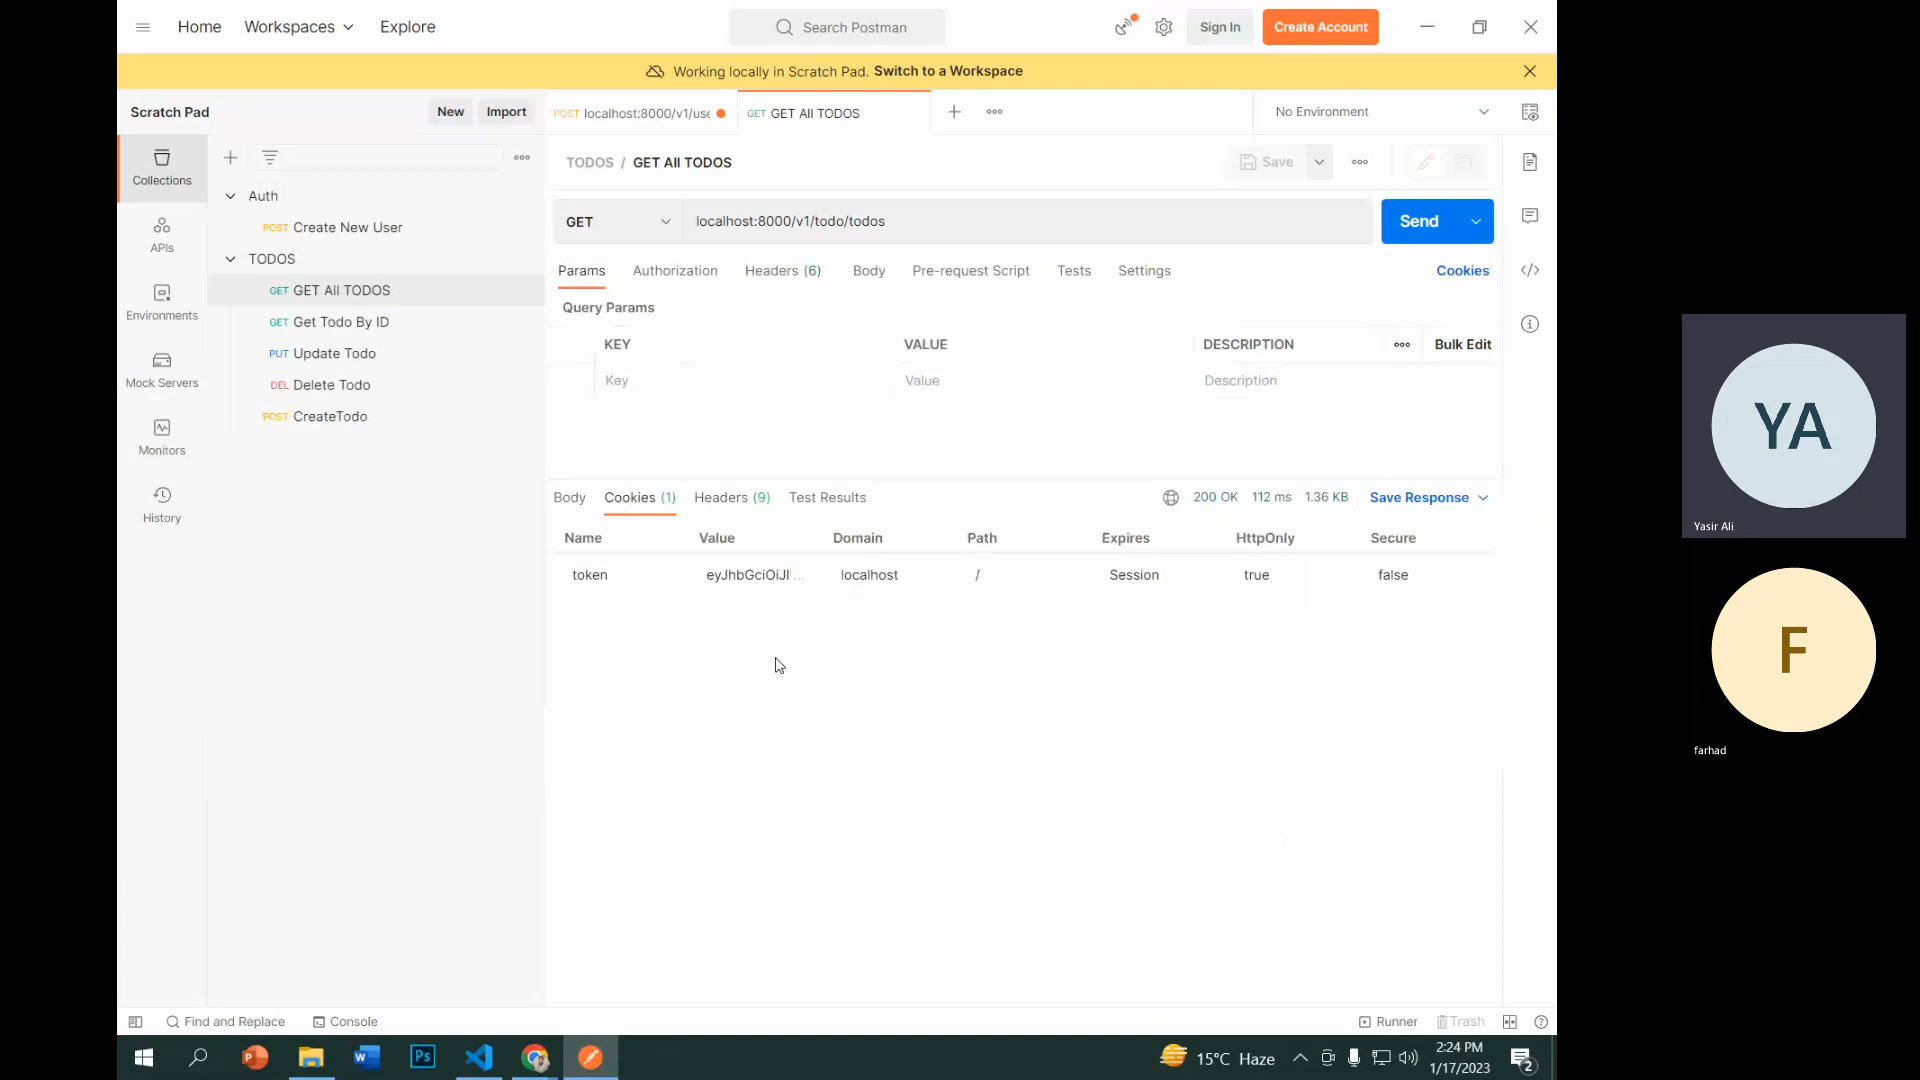 Home Workspaces Explore Search Postman Sign In Create Account
Working locally in Scratch Pad. Switch to a Workspace
Scratch Pad New Import POST localhost:8000/v1/use GET GET All TODOS No Environment
Collections
APIs
Environments
Mock Servers
Monitors
History
Auth
POST Create New User
TODOS
GET GET All TODOS
GET Get Todo By ID
PUT Update Todo
DEL Delete Todo
POST CreateTodo
TODOS / GET All TODOS Save
GET localhost:8000/v1/todo/todos Send
Params Authorization Headers (6) Body Pre-request Script Tests Settings Cookies
Query Params
KEY VALUE DESCRIPTION Bulk Edit
Key Value Description
Body Cookies (1) Headers (9) Test Results 200 OK 112 ms 1.36 KB Save Response
Name Value Domain Path Expires HttpOnly Secure
token eyJhbGciOiJI... localhost / Session true false
Find and Replace Console Runner Trash
15°C Haze 2:24 PM
1/17/2023
2
YA
Yasir Ali
F
farhad